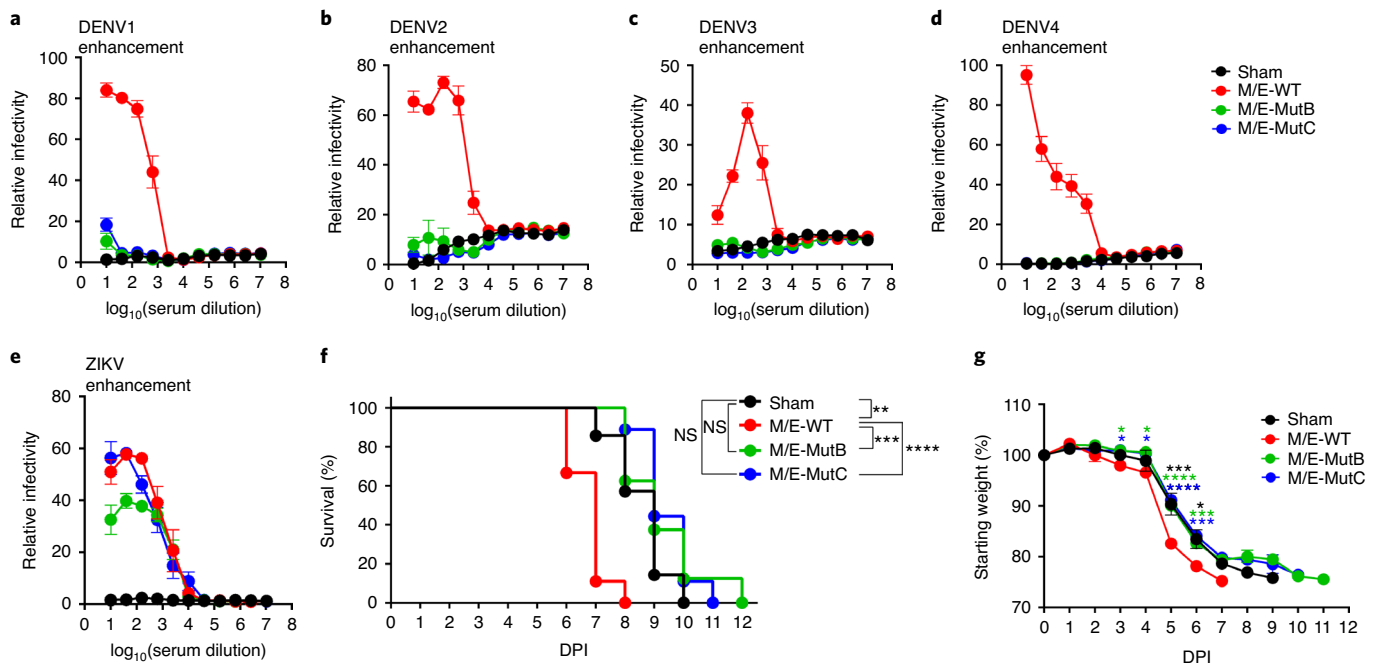 a
DENV1
enhancement
Relative infectivity
100
80
60
40
20
0
0 1 2 3 4 5 6 7 8
log10(serum dilution)
b
DENV2
enhancement
Relative infectivity
80
60
40
20
0
0 1 2 3 4 5 6 7 8
log10(serum dilution)
c
DENV3
enhancement
Relative infectivity
50
40
30
20
10
0
0 1 2 3 4 5 6 7 8
log10(serum dilution)
d
DENV4
enhancement
Relative infectivity
100
80
60
40
20
0
0 1 2 3 4 5 6 7 8
log10(serum dilution)
Sham
M/E-WT
M/E-MutB
M/E-MutC
e
ZIKV
enhancement
Relative infectivity
80
60
40
20
0
0 1 2 3 4 5 6 7 8
log10(serum dilution)
f
Survival (%)
100
80
60
40
20
0
0 1 2 3 4 5 6 7 8 9 10 11 12
DPI
NS NS
Sham
M/E-WT
M/E-MutB
M/E-MutC
**
***
****
g
Starting weight (%)
110
100
90
80
70
0 1 2 3 4 5 6 7 8 9 10 11 12
DPI
* *
* *
***
****
****
*
***
***
Sham
M/E-WT
M/E-MutB
M/E-MutC